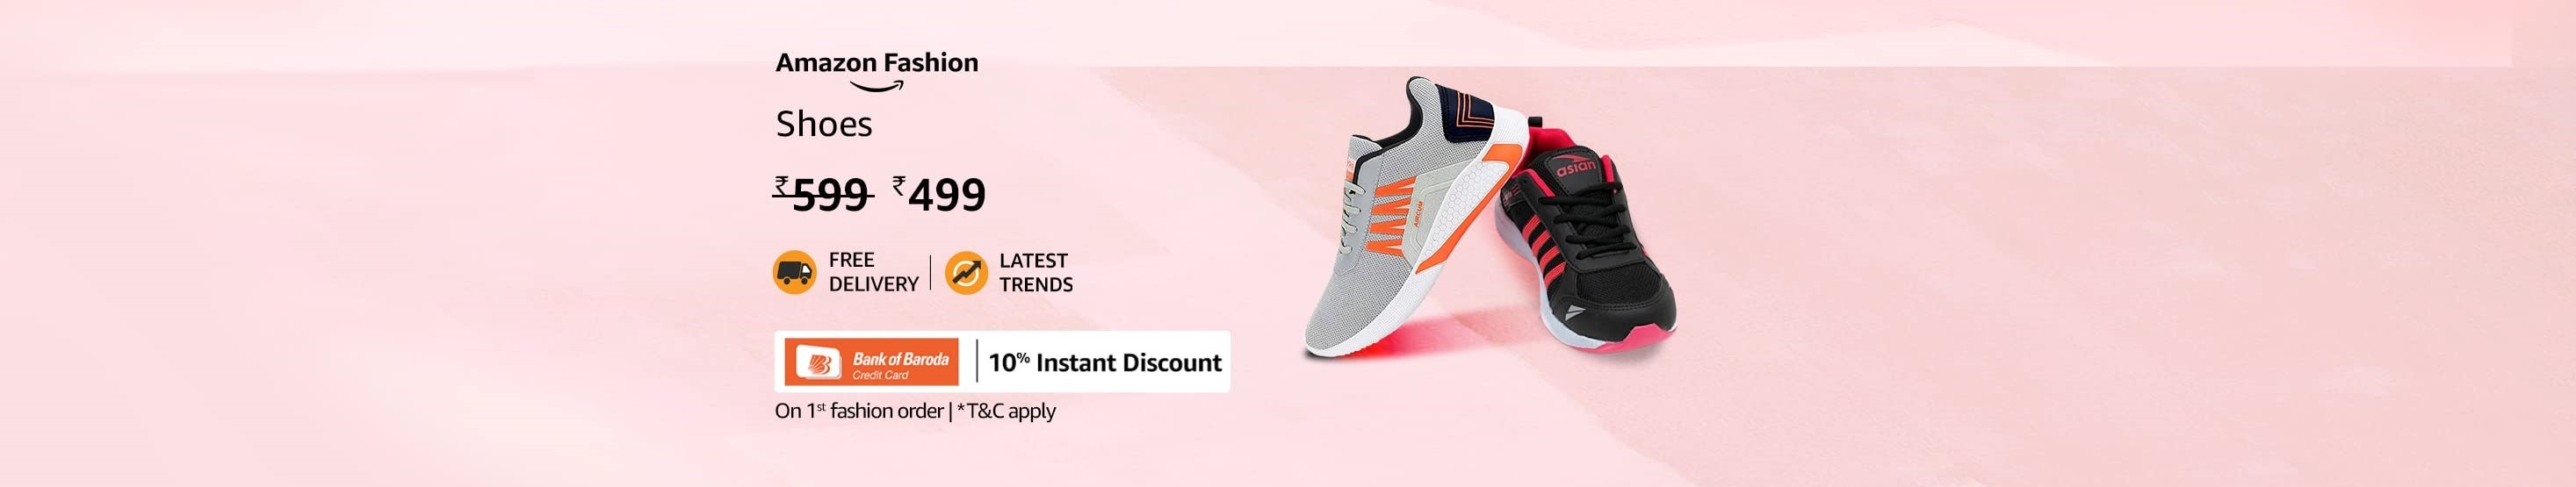 Amazon Fashion
Shoes
₹599 ₹499
FREE DELIVERY
LATEST TRENDS
Bank of Baroda
Credit Card
10% Instant Discount
On 1st fashion order | *T&C apply
AIRCUM
asian